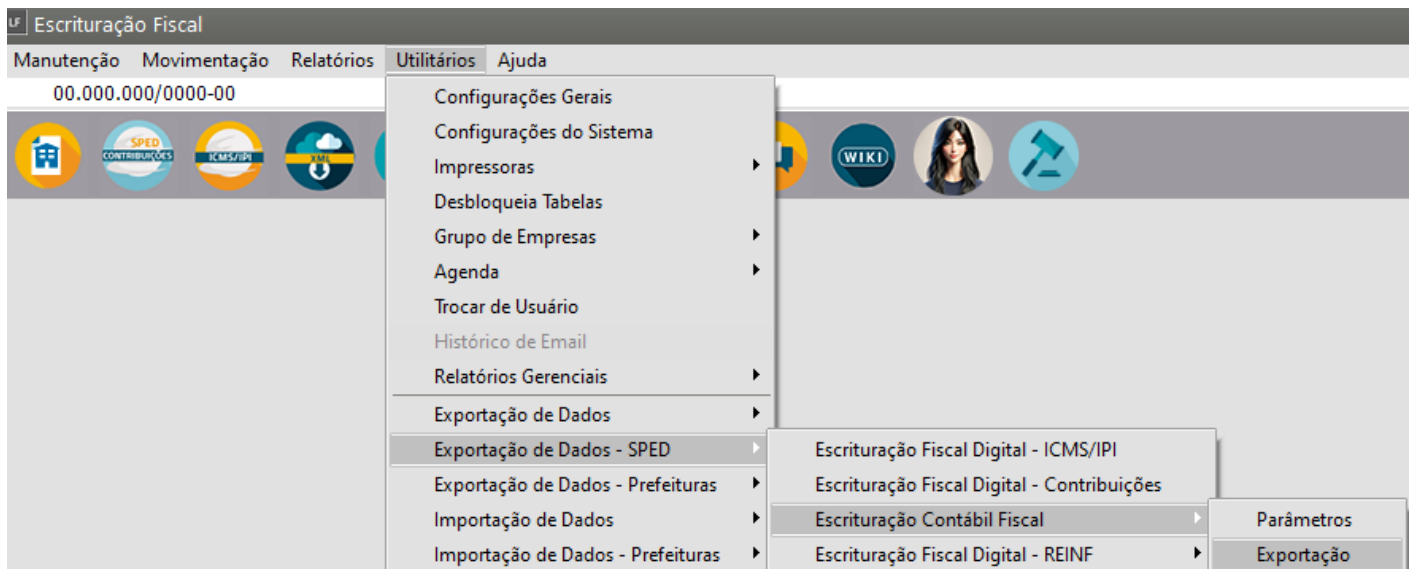 LF Escrituração Fiscal
Manutenção Movimentação Relatórios Utilitários Ajuda
00.000.000/0000-00
SPED CONTRIBUIÇÕES
ICMS/IPI
XML
WIKI
Configurações Gerais
Configurações do Sistema
Impressoras
Desbloqueia Tabelas
Grupo de Empresas
Agenda
Trocar de Usuário
Histórico de Email
Relatórios Gerenciais
Exportação de Dados
Exportação de Dados - SPED
Exportação de Dados - Prefeituras
Importação de Dados
Importação de Dados - Prefeituras
Escrituração Fiscal Digital - ICMS/IPI
Escrituração Fiscal Digital - Contribuições
Escrituração Contábil Fiscal
Escrituração Fiscal Digital - REINF
Parâmetros
Exportação